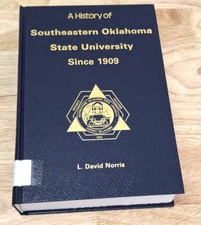 A History of
Southeastern Oklahoma
State University
Since 1909
L. David Norris